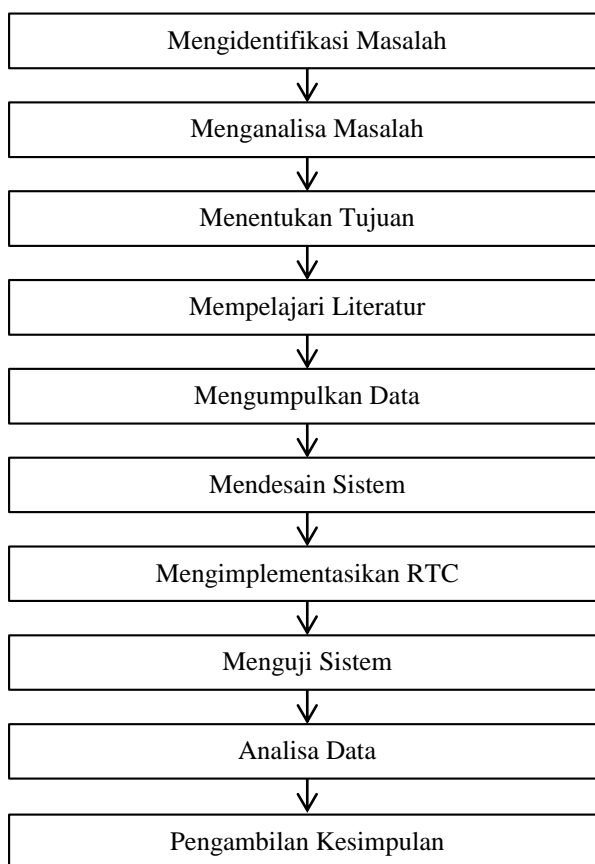 Mengidentifikasi Masalah
Menganalisa Masalah
Menentukan Tujuan
Mempelajari Literatur
Mengumpulkan Data
Mendesain Sistem
Mengimplementasikan RTC
Menguji Sistem
Analisa Data
Pengambilan Kesimpulan